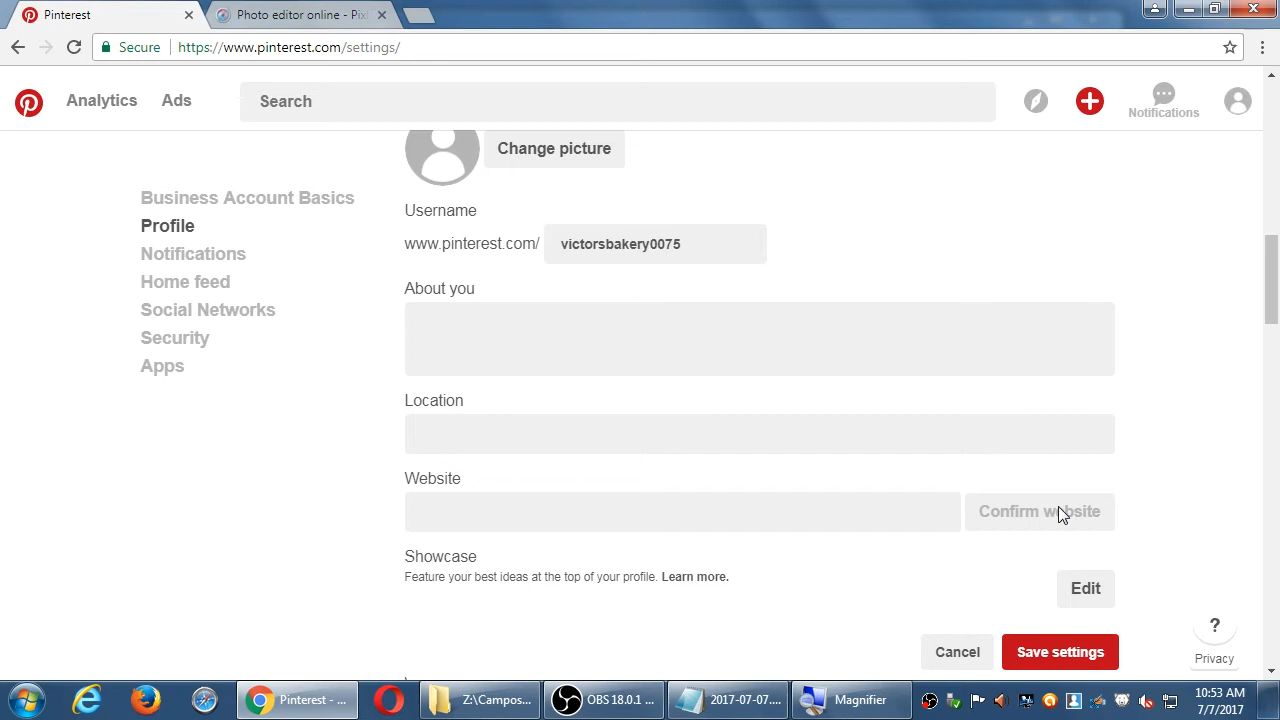 Pinterest
Photo editor online - Pixl
Secure
https://www.pinterest.com/settings/
Analytics
Ads
Search
Notifications
Change picture
Business Account Basics
Profile
Notifications
Home feed
Social Networks
Security
Apps
Username
www.pinterest.com/
victorsbakery0075
About you
Location
Website
Confirm website
Showcase
Feature your best ideas at the top of your profile. Learn more.
Edit
Cancel
Save settings
?
Privacy
Pinterest - ...
Z:\Campos...
OBS 18.0.1 ...
2017-07-07....
Magnifier
10:53 AM
7/7/2017